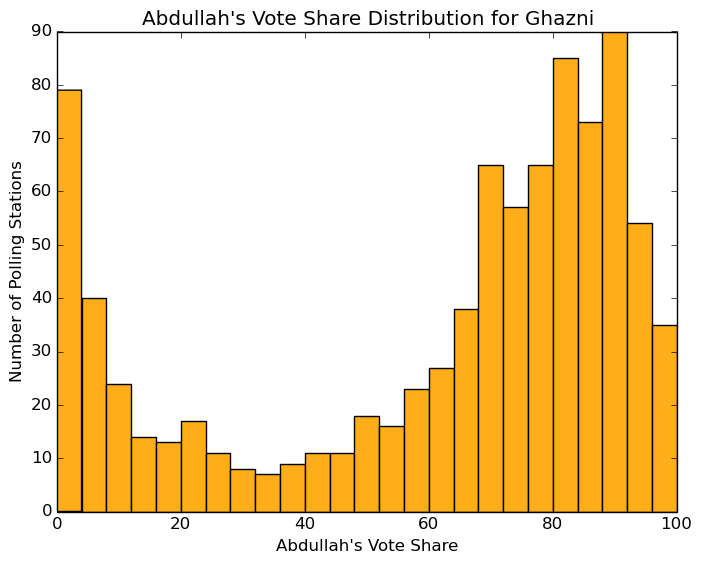 Abdullah's Vote Share Distribution for Ghazni
90
80
70
60
50
40
30
20
10
0
Number of Polling Stations
0 20 40 60 80 100
Abdullah's Vote Share